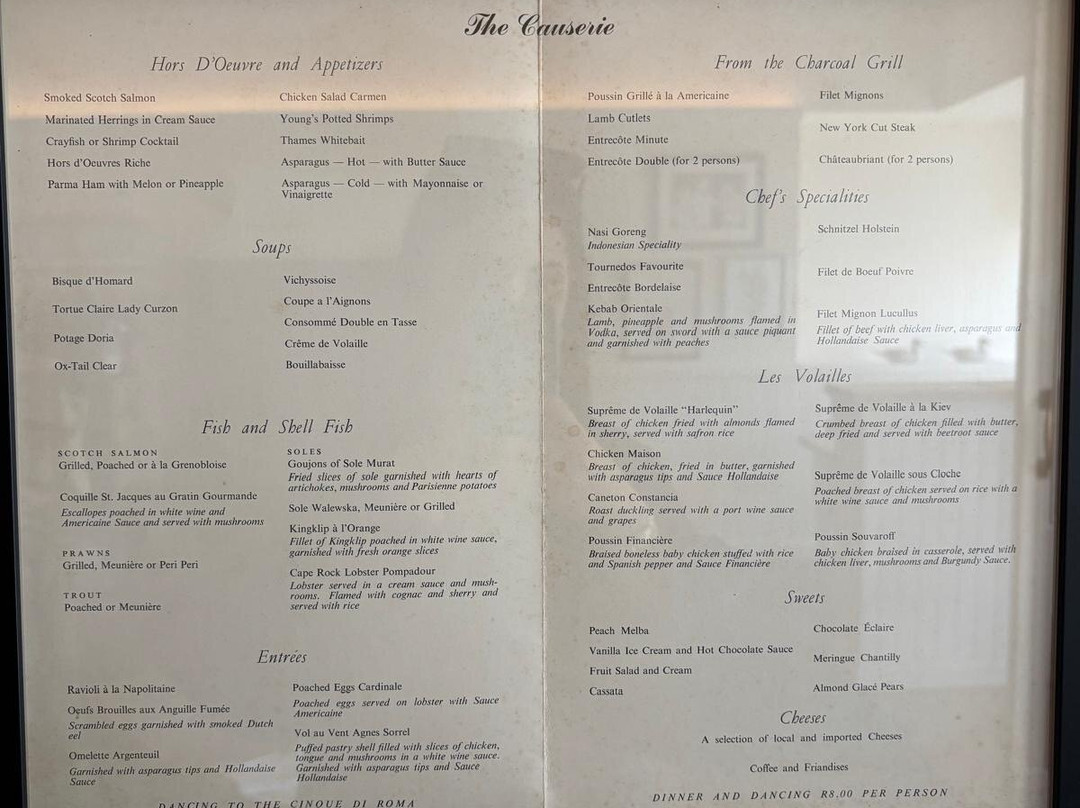 The Causerie
Hors D'Oeuvre and Appetizers
Smoked Scotch Salmon
Marinated Herrings in Cream Sauce
Crayfish or Shrimp Cocktail
Hors d'Oeuvres Riche
Parma Ham with Melon or Pineapple
Chicken Salad Carmen
Young's Potted Shrimps
Thames Whitebait
Asparagus — Hot — with Butter Sauce
Asparagus — Cold — with Mayonnaise or
Vinaigrette
Soups
Bisque d'Homard
Tortue Claire Lady Curzon
Potage Doria
Ox-Tail Clear
Vichyssoise
Coupe a l'Aignons
Consommé Double en Tasse
Crême de Volaille
Bouillabaisse
Fish and Shell Fish
SCOTCH SALMON
Grilled, Poached or à la Grenobloise
Coquille St. Jacques au Gratin Gourmande
Escallopes poached in white wine and
Americaine Sauce and served with mushrooms
PRAWNS
Grilled, Meunière or Peri Peri
TROUT
Poached or Meunière
SOLES
Goujons of Sole Murat
Fried slices of sole garnished with hearts of
artichokes, mushrooms and Parisienne potatoes
Sole Walewska, Meunière or Grilled
Kingklip à l'Orange
Fillet of Kingklip poached in white wine sauce,
garnished with fresh orange slices
Cape Rock Lobster Pompadour
Lobster served in a cream sauce and mush-
rooms. Flamed with cognac and sherry and
served with rice
Entrées
Ravioli à la Napolitaine
Oeufs Brouilles aux Anguille Fumée
Scrambled eggs garnished with smoked Dutch
eel
Omelette Argenteuil
Garnished with asparagus tips and Hollandaise
Sauce
Poached Eggs Cardinale
Poached eggs served on lobster with Sauce
Americaine
Vol au Vent Agnes Sorrel
Puffed pastry shell filled with slices of chicken,
tongue and mushrooms in a white wine sauce.
Garnished with asparagus tips and Sauce
Hollandaise
DANCING TO THE CINQUE DI ROMA
From the Charcoal Grill
Poussin Grillé à la Americaine
Lamb Cutlets
Entrecôte Minute
Entrecôte Double (for 2 persons)
Filet Mignons
New York Cut Steak
Châteaubriant (for 2 persons)
Chef's Specialities
Nasi Goreng
Indonesian Speciality
Tournedos Favourite
Entrecôte Bordelaise
Kebab Orientale
Lamb, pineapple and mushrooms flamed in
Vodka, served on sword with a sauce piquant
and garnished with peaches
Schnitzel Holstein
Filet de Boeuf Poivre
Filet Mignon Lucullus
Fillet of beef with chicken liver, asparagus and
Hollandaise Sauce
Les Volailles
Suprême de Volaille "Harlequin"
Breast of chicken fried with almonds flamed
in sherry, served with safron rice
Chicken Maison
Breast of chicken, fried in butter, garnished
with asparagus tips and Sauce Hollandaise
Caneton Constancia
Roast duckling served with a port wine sauce
and grapes
Poussin Financière
Braised boneless baby chicken stuffed with rice
and Spanish pepper and Sauce Financière
Suprême de Volaille à la Kiev
Crumbed breast of chicken filled with butter,
deep fried and served with beetroot sauce
Suprême de Volaille sous Cloche
Poached breast of chicken served on rice with a
white wine sauce and mushrooms
Poussin Souvaroff
Baby chicken braised in casserole, served with
chicken liver, mushrooms and Burgundy Sauce.
Sweets
Peach Melba
Vanilla Ice Cream and Hot Chocolate Sauce
Fruit Salad and Cream
Cassata
Chocolate Éclaire
Meringue Chantilly
Almond Glacé Pears
Cheeses
A selection of local and imported Cheeses
Coffee and Friandises
DINNER AND DANCING R8.00 PER PERSON